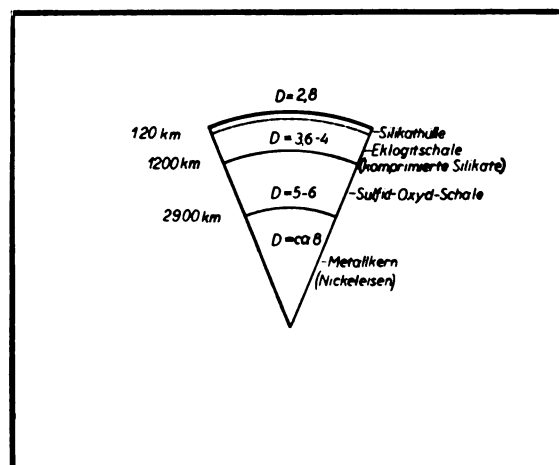 D=2,8
120 km
D=3,6-4
Silikathülle
1200 km
Eklogitschale
(komprimierte Silikate)
D=5-6
Sulfid-Oxyd-Schale
2900 km
D=ca 8
Metallkern
(Nickeleisen)